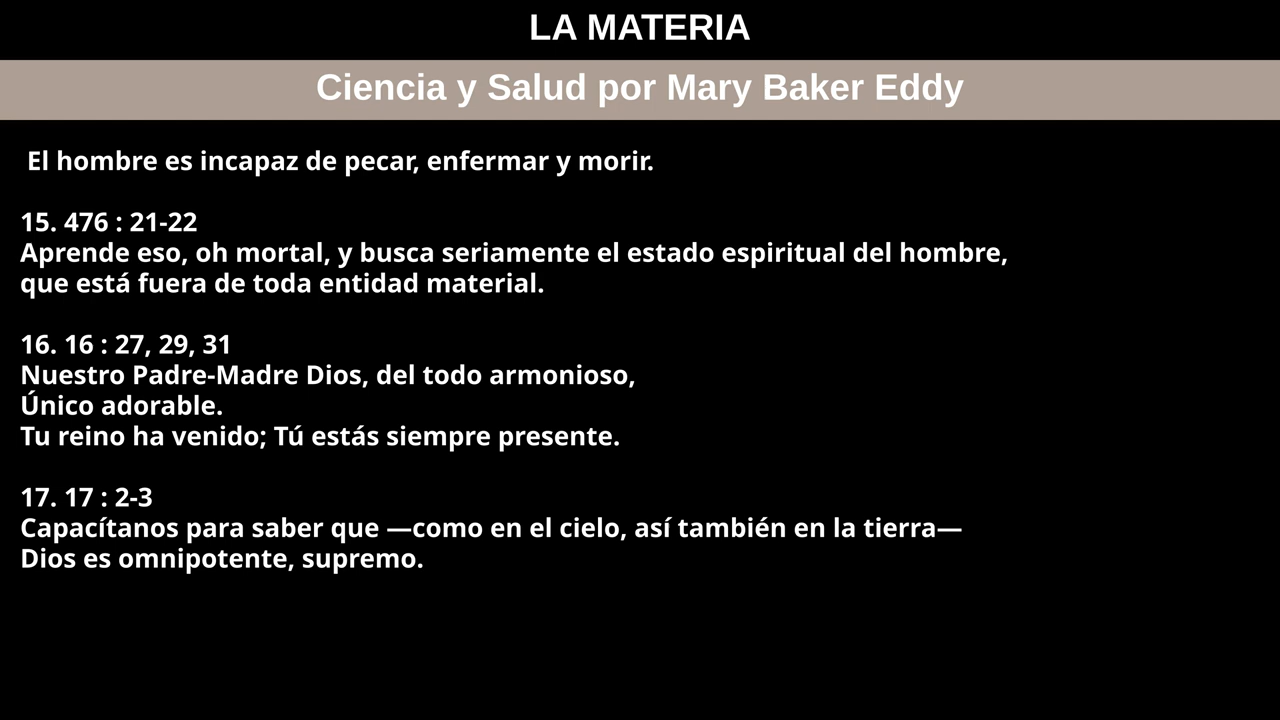 LA MATERIA
Ciencia y Salud por Mary Baker Eddy
El hombre es incapaz de pecar, enfermar y morir.
15. 476 : 21-22
Aprende eso, oh mortal, y busca seriamente el estado espiritual del hombre,
que está fuera de toda entidad material.
16. 16 : 27, 29, 31
Nuestro Padre-Madre Dios, del todo armonioso,
Único adorable.
Tu reino ha venido; Tú estás siempre presente.
17. 17 : 2-3
Capacítanos para saber que —como en el cielo, así también en la tierra—
Dios es omnipotente, supremo.